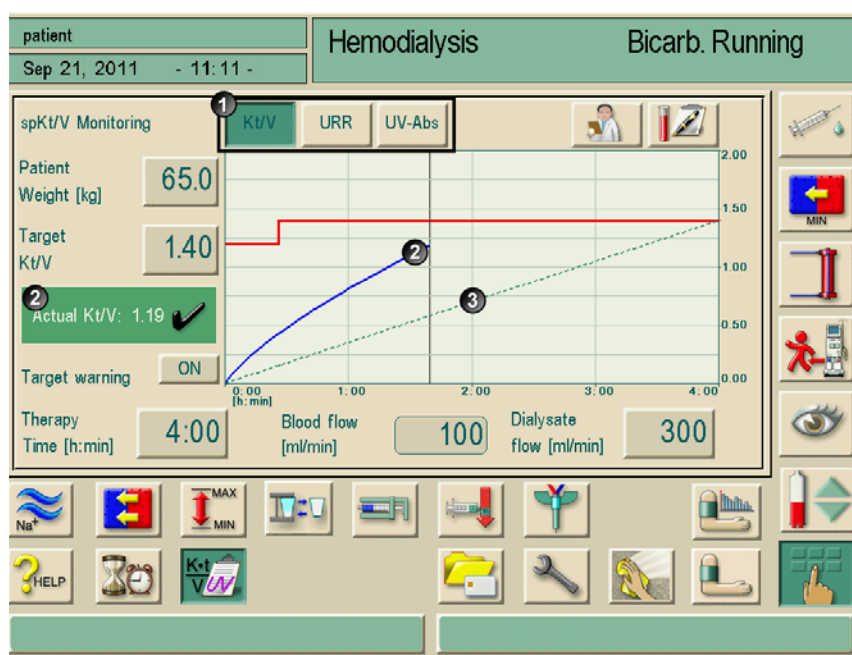 patient
Hemodialysis Bicarb. Running
Sep 21, 2011 - 11:11 -
1
spKt/V Monitoring Kt/V URR UV-Abs
Patient
Weight [kg] 65.0
Target
Kt/V 1.40
2
Actual Kt/V: 1.19
Target warning ON
2.00
1.50
1.00
0.50
0.00
2
3
0:00 1:00 2:00 3:00 4:00
[h:min]
Therapy
Time [h:min] 4:00
Blood flow
[ml/min] 100
Dialysate
flow [ml/min] 300
MIN
Na+
MAX
MIN
HELP
K•t
V UV